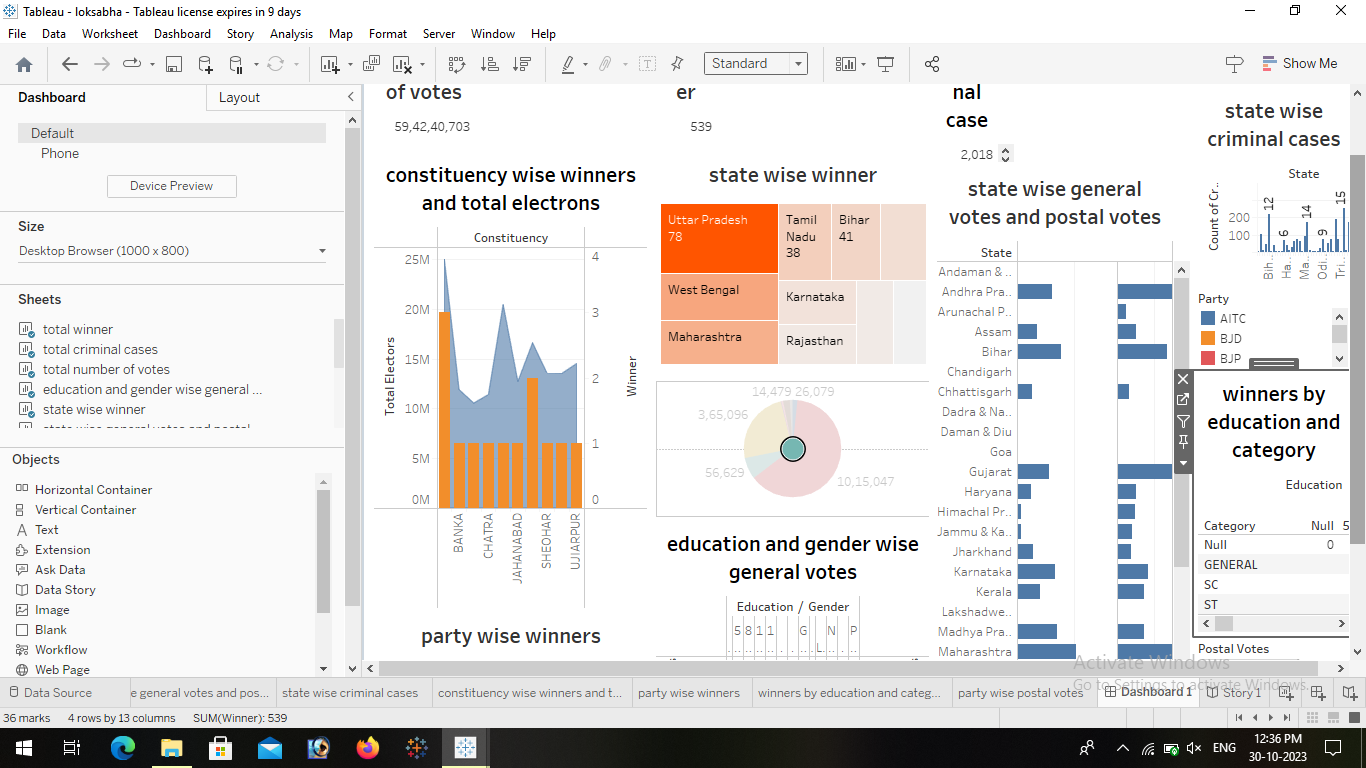 Tableau - loksabha - Tableau license expires in 9 days
File Data Worksheet Dashboard Story Analysis Map Format Server Window Help
Standard
Show Me
Dashboard
Layout
Default
Phone
Device Preview
Size
Desktop Browser (1000 x 800)
Sheets
total winner
total criminal cases
total number of votes
education and gender wise general ...
state wise winner
Objects
Horizontal Container
Vertical Container
Text
Extension
Ask Data
Data Story
Image
Blank
Workflow
Web Page
of votes
59,42,40,703
er
539
nal
case
2,018
constituency wise winners
and total electrons
Constituency
25M
20M
15M
10M
5M
0M
Total Electors
4
3
2
1
0
Winner
BANKA
CHATRA
JAHANABAD
SHEOHAR
UJIARPUR
party wise winners
state wise winner
Uttar Pradesh
78
Tamil
Nadu
38
Bihar
41
West Bengal
Karnataka
Maharashtra
Rajasthan
14,479 26,079
3,65,096
56,629
10,15,047
education and gender wise
general votes
Education / Gender
5 8 1 1 . . G . N . P
state wise general
votes and postal votes
State
Andaman & ..
Andhra Pra..
Arunachal P..
Assam
Bihar
Chandigarh
Chhattisgarh
Dadra & Na..
Daman & Diu
Goa
Gujarat
Haryana
Himachal Pr..
Jammu & Ka..
Jharkhand
Karnataka
Kerala
Lakshadwe..
Madhya Pra..
Maharashtra
state wise
criminal cases
State
Count of Cr..
200
100
12
6
14
9
15
Bih..
Ha..
Ma..
Odi..
Tri..
Party
AITC
BJD
BJP
winners by
education and
category
Education
Category Null 5
Null 0
GENERAL
SC
ST
Postal Votes
Activate Windows
Go to Settings to activate Windows.
Data Source
e general votes and pos...
state wise criminal cases
constituency wise winners and t...
party wise winners
winners by education and categ...
party wise postal votes
Dashboard 1
Story 1
36 marks 4 rows by 13 columns SUM(Winner): 539
ENG
12:36 PM
30-10-2023